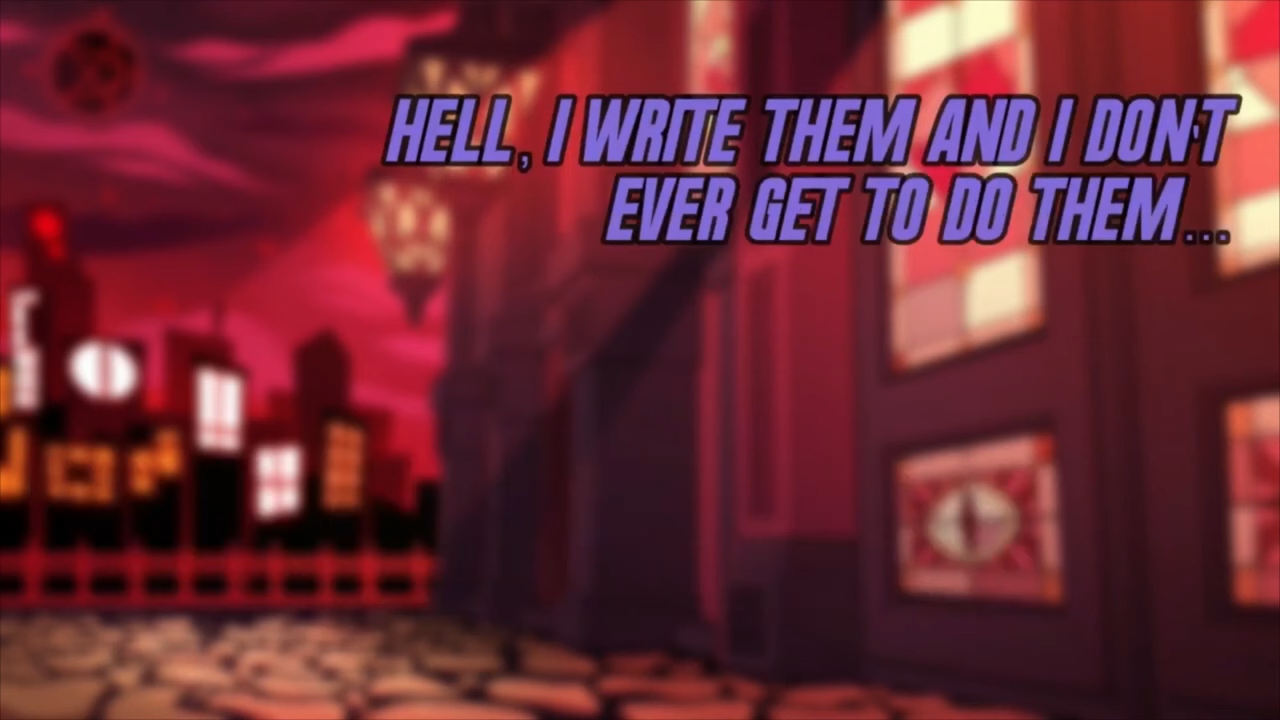 HELL, I WRITE THEM AND I DON'T
EVER GET TO DO THEM...